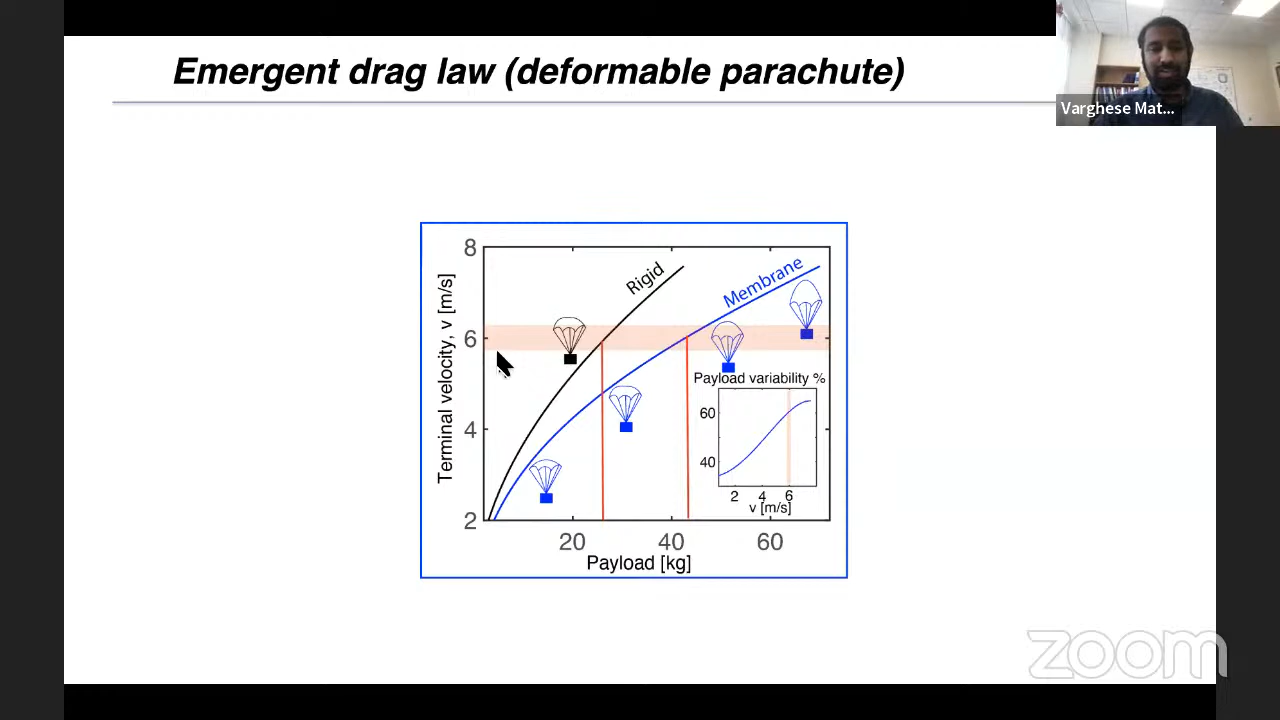 Emergent drag law (deformable parachute)
Varghese Mat...
8
6
4
2
Terminal velocity, v [m/s]
Rigid
Membrane
Payload variability %
60
40
2 4 6
v [m/s]
20 40 60
Payload [kg]
zoom